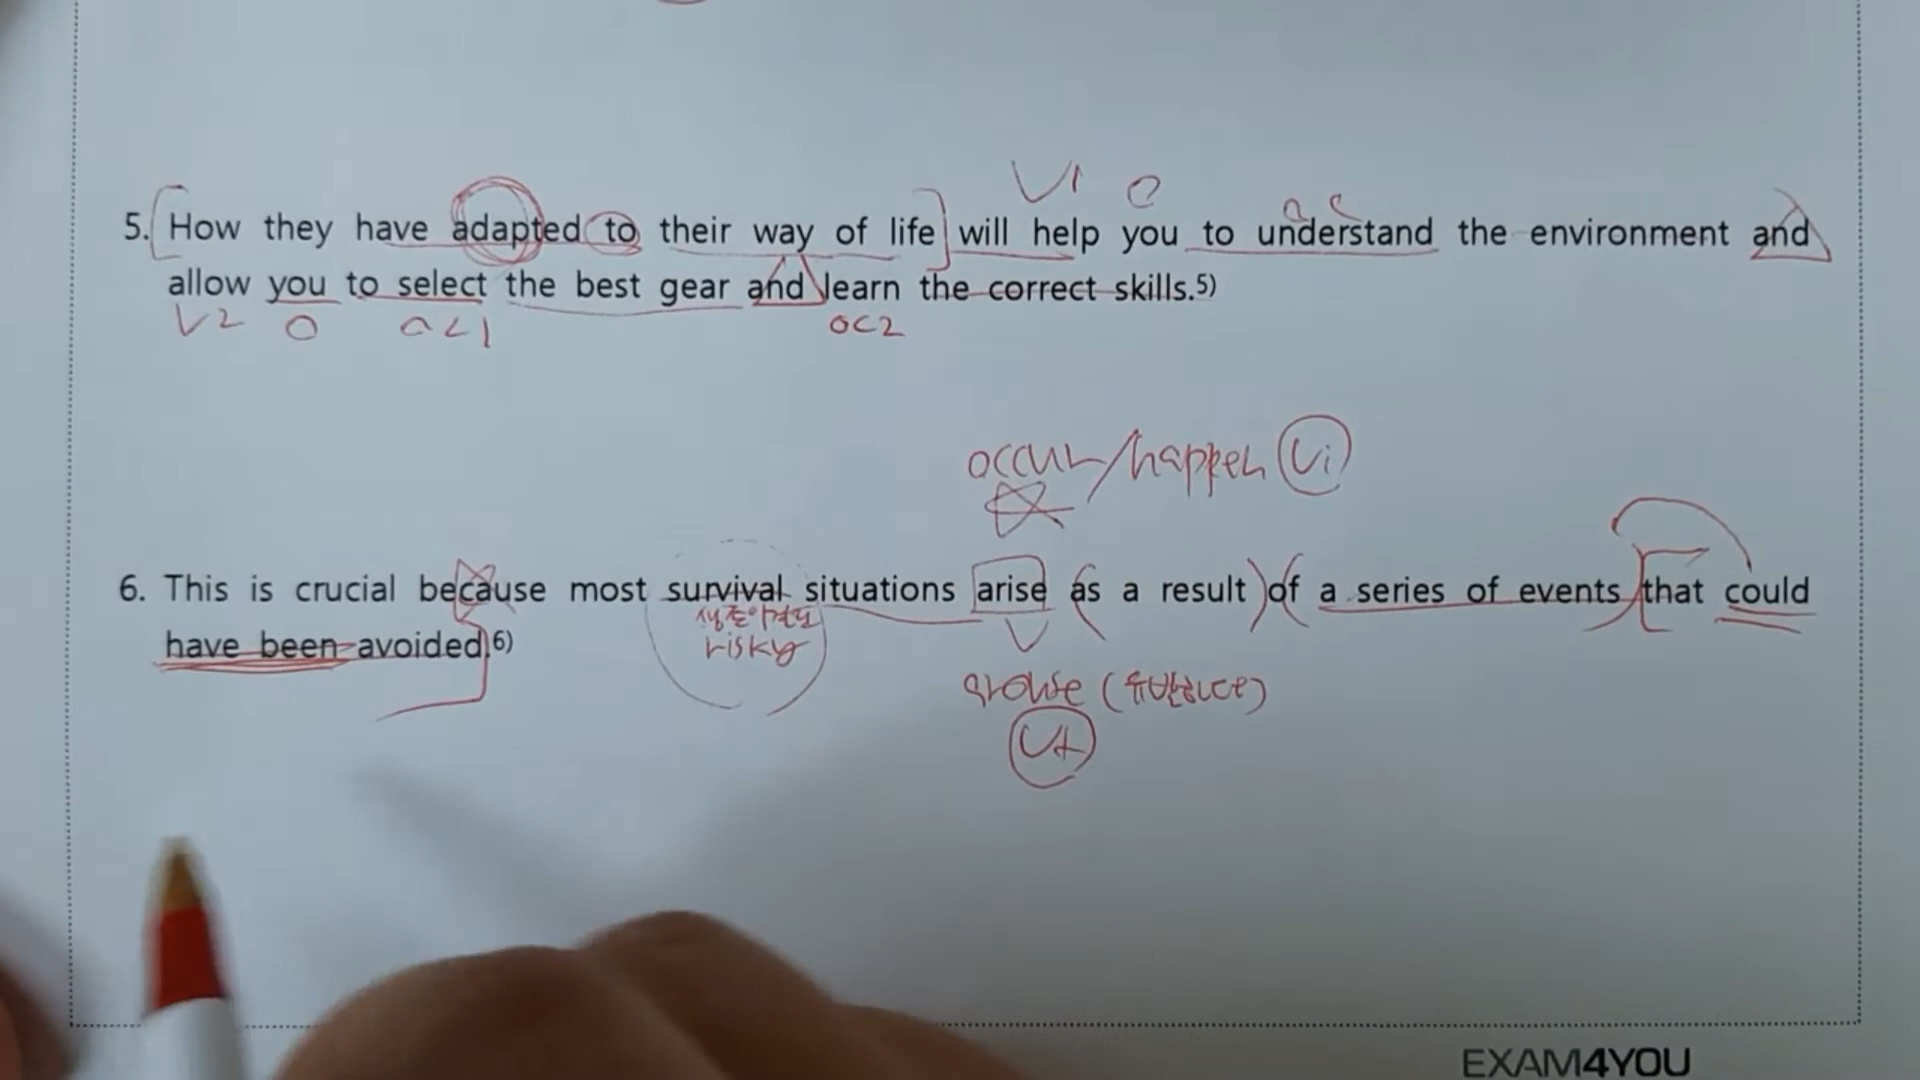 V1 O
OC
5. How they have adapted to their way of life will help you to understand the environment and
allow you to select the best gear and learn the correct skills.5)
V2 O OC1 OC2
occur/happen Vi
6. This is crucial because most survival situations arise as a result of a series of events that could
have been avoided.6)
risky
V
arouse (유발하다)
Vt
EXAM4YOU